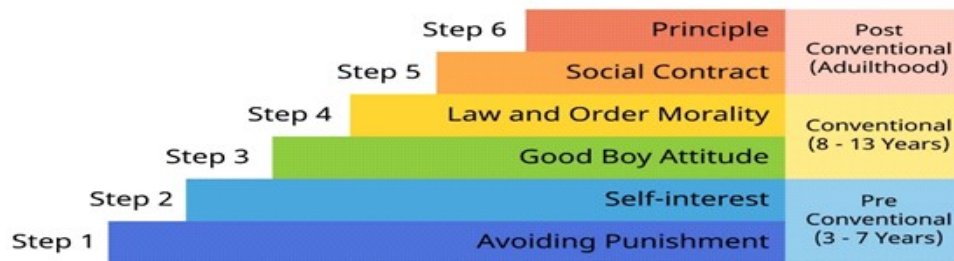 Step 6 Principle
Post
Conventional
(Aduilthood)
Step 5 Social Contract
Step 4 Law and Order Morality
Conventional
(8 - 13 Years)
Step 3 Good Boy Attitude
Step 2 Self-interest
Pre
Conventional
(3 - 7 Years)
Step 1 Avoiding Punishment